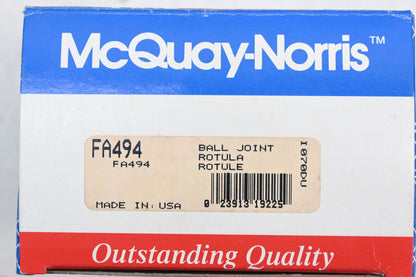 McQuay-Norris™
FA494
FA494
BALL JOINT
ROTULA
ROTULE
I070DU
MADE IN: USA
0 23913 19225
Outstanding Quality